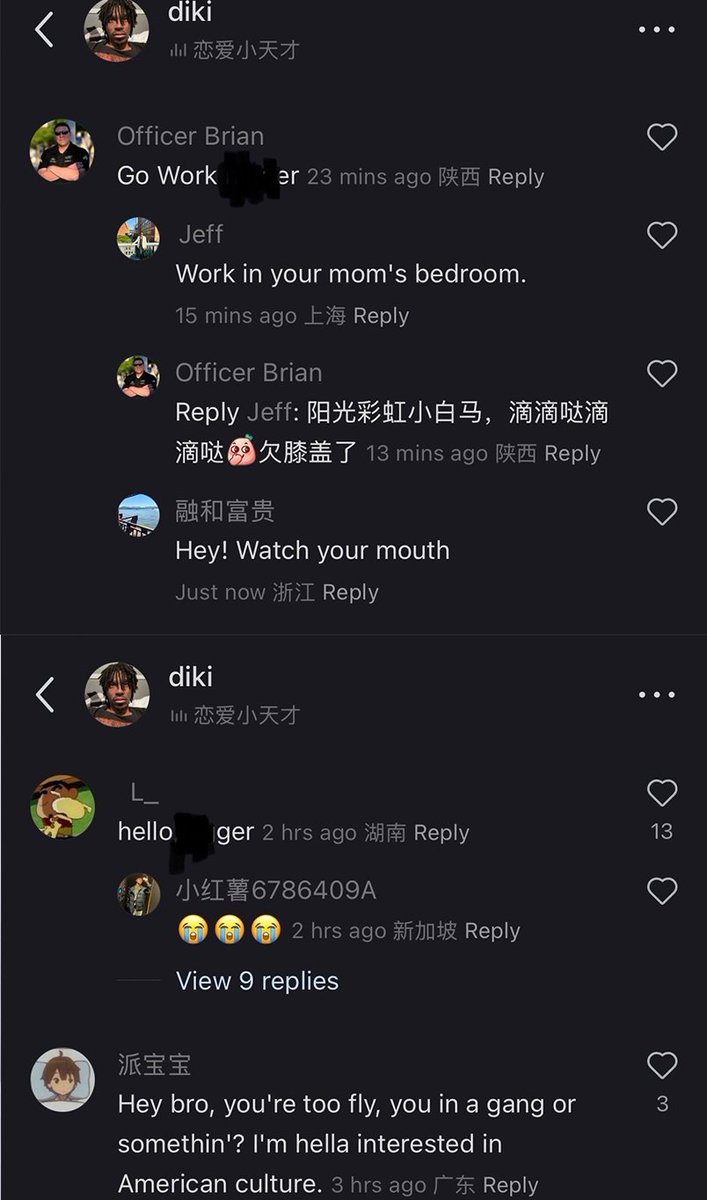 diki
恋爱小天才
Officer Brian
Go Work er 23 mins ago 陕西 Reply
Jeff
Work in your mom's bedroom.
15 mins ago 上海 Reply
Officer Brian
Reply Jeff: 阳光彩虹小白马，滴滴哒滴
滴哒欠膝盖了 13 mins ago 陕西 Reply
融和富贵
Hey! Watch your mouth
Just now 浙江 Reply
diki
恋爱小天才
L_
hello ger 2 hrs ago 湖南 Reply
13
小红薯6786409A
😭😭😭 2 hrs ago 新加坡 Reply
View 9 replies
派宝宝
Hey bro, you're too fly, you in a gang or
3
somethin'? I'm hella interested in
American culture. 3 hrs ago 广东 Reply